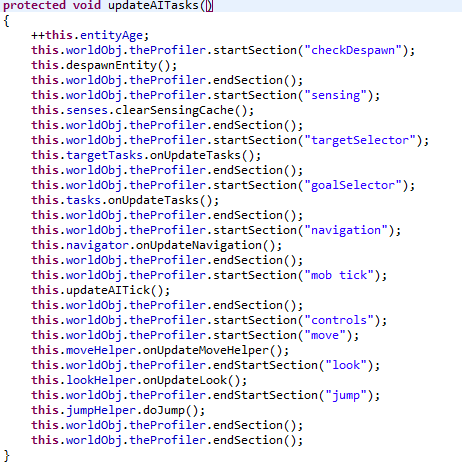 protected void updateAITasks()
{
++this.entityAge;
this.worldObj.theProfiler.startSection("checkDespawn");
this.despawnEntity();
this.worldObj.theProfiler.endSection();
this.worldObj.theProfiler.startSection("sensing");
this.senses.clearSensingCache();
this.worldObj.theProfiler.endSection();
this.worldObj.theProfiler.startSection("targetSelector");
this.targetTasks.onUpdateTasks();
this.worldObj.theProfiler.endSection();
this.worldObj.theProfiler.startSection("goalSelector");
this.tasks.onUpdateTasks();
this.worldObj.theProfiler.endSection();
this.worldObj.theProfiler.startSection("navigation");
this.navigator.onUpdateNavigation();
this.worldObj.theProfiler.endSection();
this.worldObj.theProfiler.startSection("mob tick");
this.updateAITick();
this.worldObj.theProfiler.endSection();
this.worldObj.theProfiler.startSection("controls");
this.worldObj.theProfiler.startSection("move");
this.moveHelper.onUpdateMoveHelper();
this.worldObj.theProfiler.endStartSection("look");
this.lookHelper.onUpdateLook();
this.worldObj.theProfiler.endStartSection("jump");
this.jumpHelper.doJump();
this.worldObj.theProfiler.endSection();
this.worldObj.theProfiler.endSection();
}